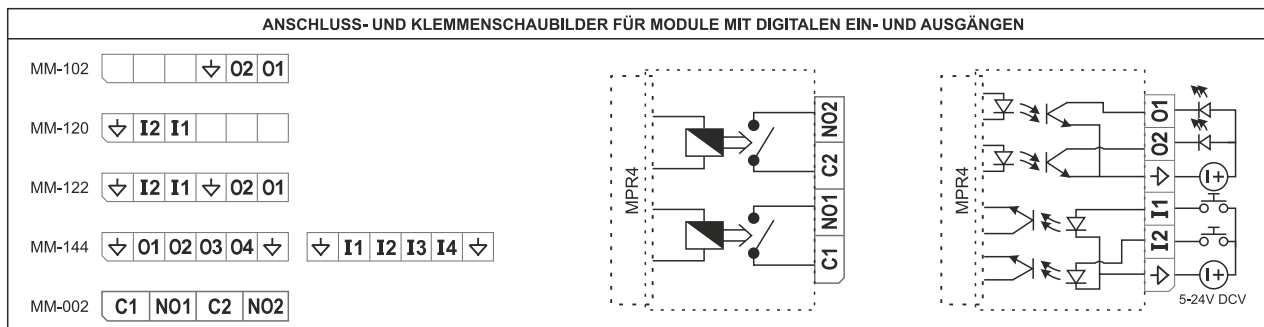 ANSCHLUSS- UND KLEMMENSCHAUBILDER FÜR MODULE MIT DIGITALEN EIN- UND AUSGÄNGEN
MM-102 O2 O1
MM-120 I2 I1
MM-122 I2 I1 O2 O1
MM-144 O1 O2 O3 O4 I1 I2 I3 I4
MM-002 C1 NO1 C2 NO2
MPR4
NO2
C2
NO1
C1
MPR4
O1
O2
I1
I2
5-24V DCV